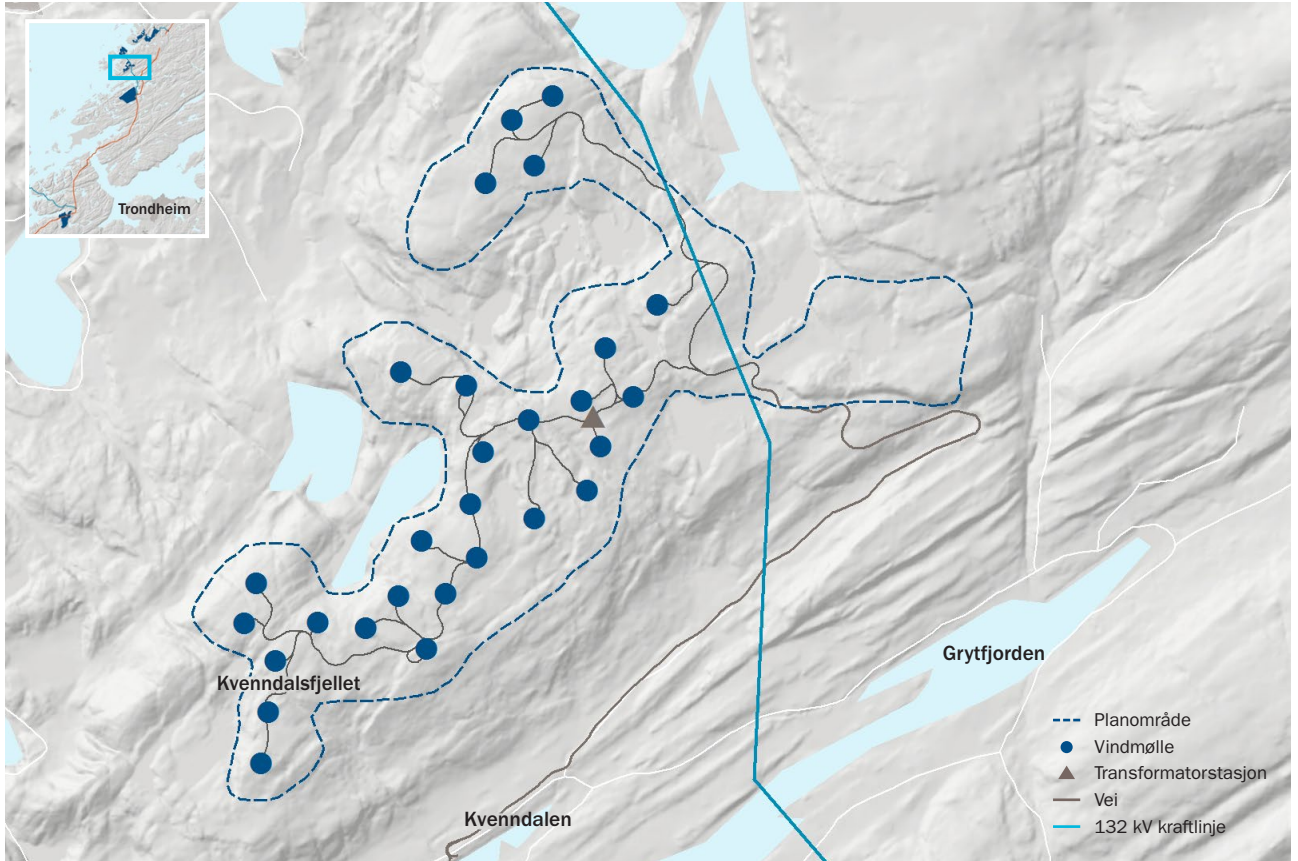 Trondheim
Grytfjorden
Kvenndalsfjellet
Planområde
Vindmølle
Transformatorstasjon
Vei
132 kV kraftlinje
Kvenndalen